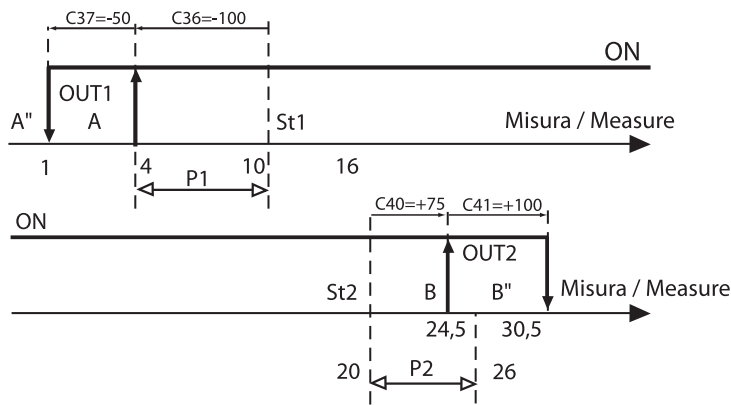 C37=-50 C36=-100
ON
OUT1
A" A St1 Misura / Measure
1 4 10 16
P1
C40=+75 C41=+100
ON
OUT2
St2 B B" Misura / Measure
24,5 30,5
20 P2 26